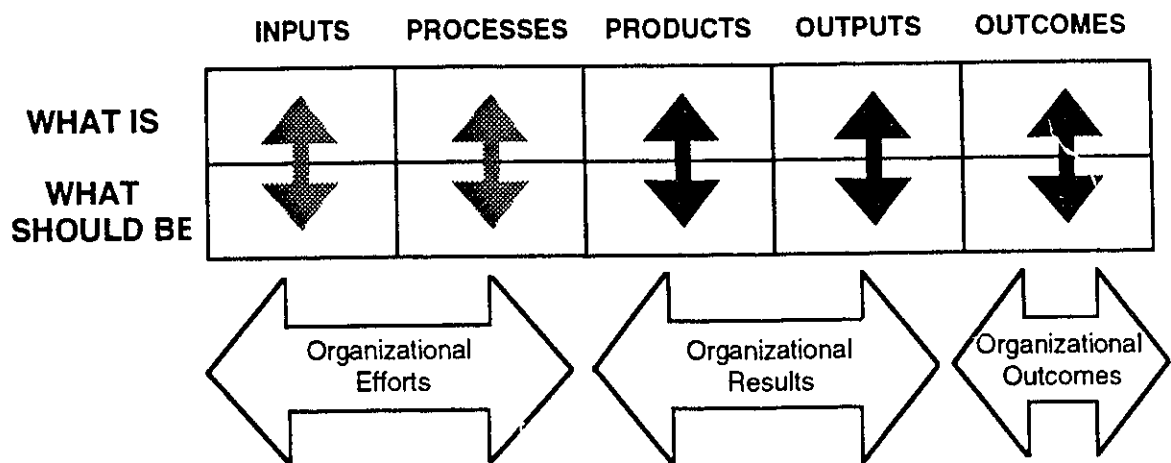 INPUTS PROCESSES PRODUCTS OUTPUTS OUTCOMES
WHAT IS
WHAT
SHOULD BE
Organizational
Efforts
Organizational
Results
Organizational
Outcomes